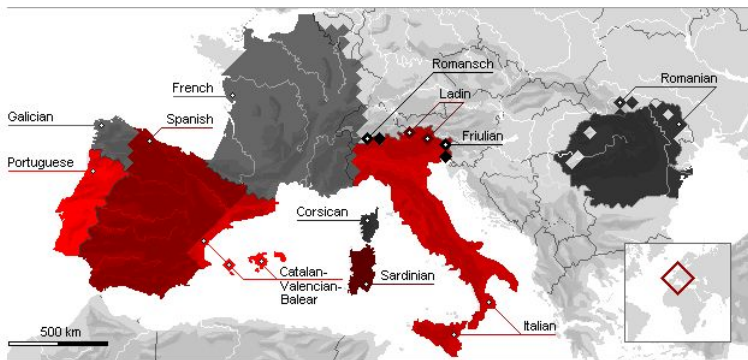 Romansch
Romanian
Ladin
French
Galician
Spanish
Friulian
Portuguese
Corsican
Catalan-
Valencian-
Balear
Sardinian
Italian
500 km